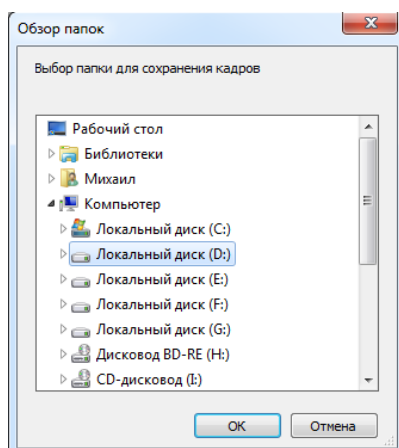 Обзор папок
Выбор папки для сохранения кадров
Рабочий стол
Библиотеки
Михаил
Компьютер
Локальный диск (C:)
Локальный диск (D:)
Локальный диск (E:)
Локальный диск (F:)
Локальный диск (G:)
Дисковод BD-RE (H:)
CD-дисковод (I:)
ОК Отмена